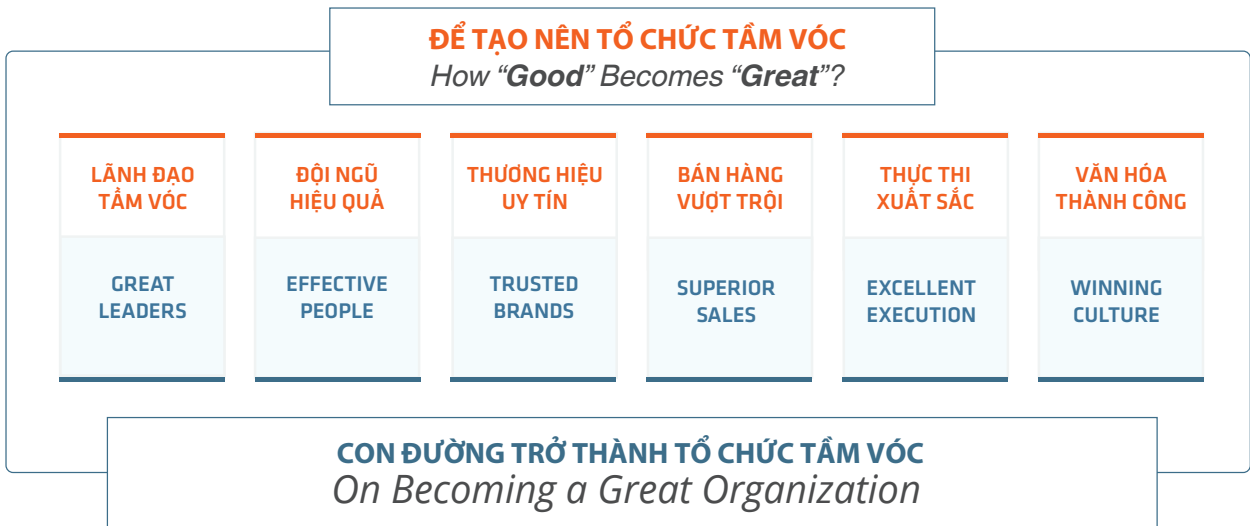 ĐỂ TẠO NÊN TỔ CHỨC TẦM VÓC
How “Good” Becomes “Great”?
LÃNH ĐẠO
TẦM VÓC
GREAT
LEADERS
ĐỘI NGŨ
HIỆU QUẢ
EFFECTIVE
PEOPLE
THƯƠNG HIỆU
UY TÍN
TRUSTED
BRANDS
BÁN HÀNG
VƯỢT TRỘI
SUPERIOR
SALES
THỰC THI
XUẤT SẮC
EXCELLENT
EXECUTION
VĂN HÓA
THÀNH CÔNG
WINNING
CULTURE
CON ĐƯỜNG TRỞ THÀNH TỔ CHỨC TẦM VÓC
On Becoming a Great Organization